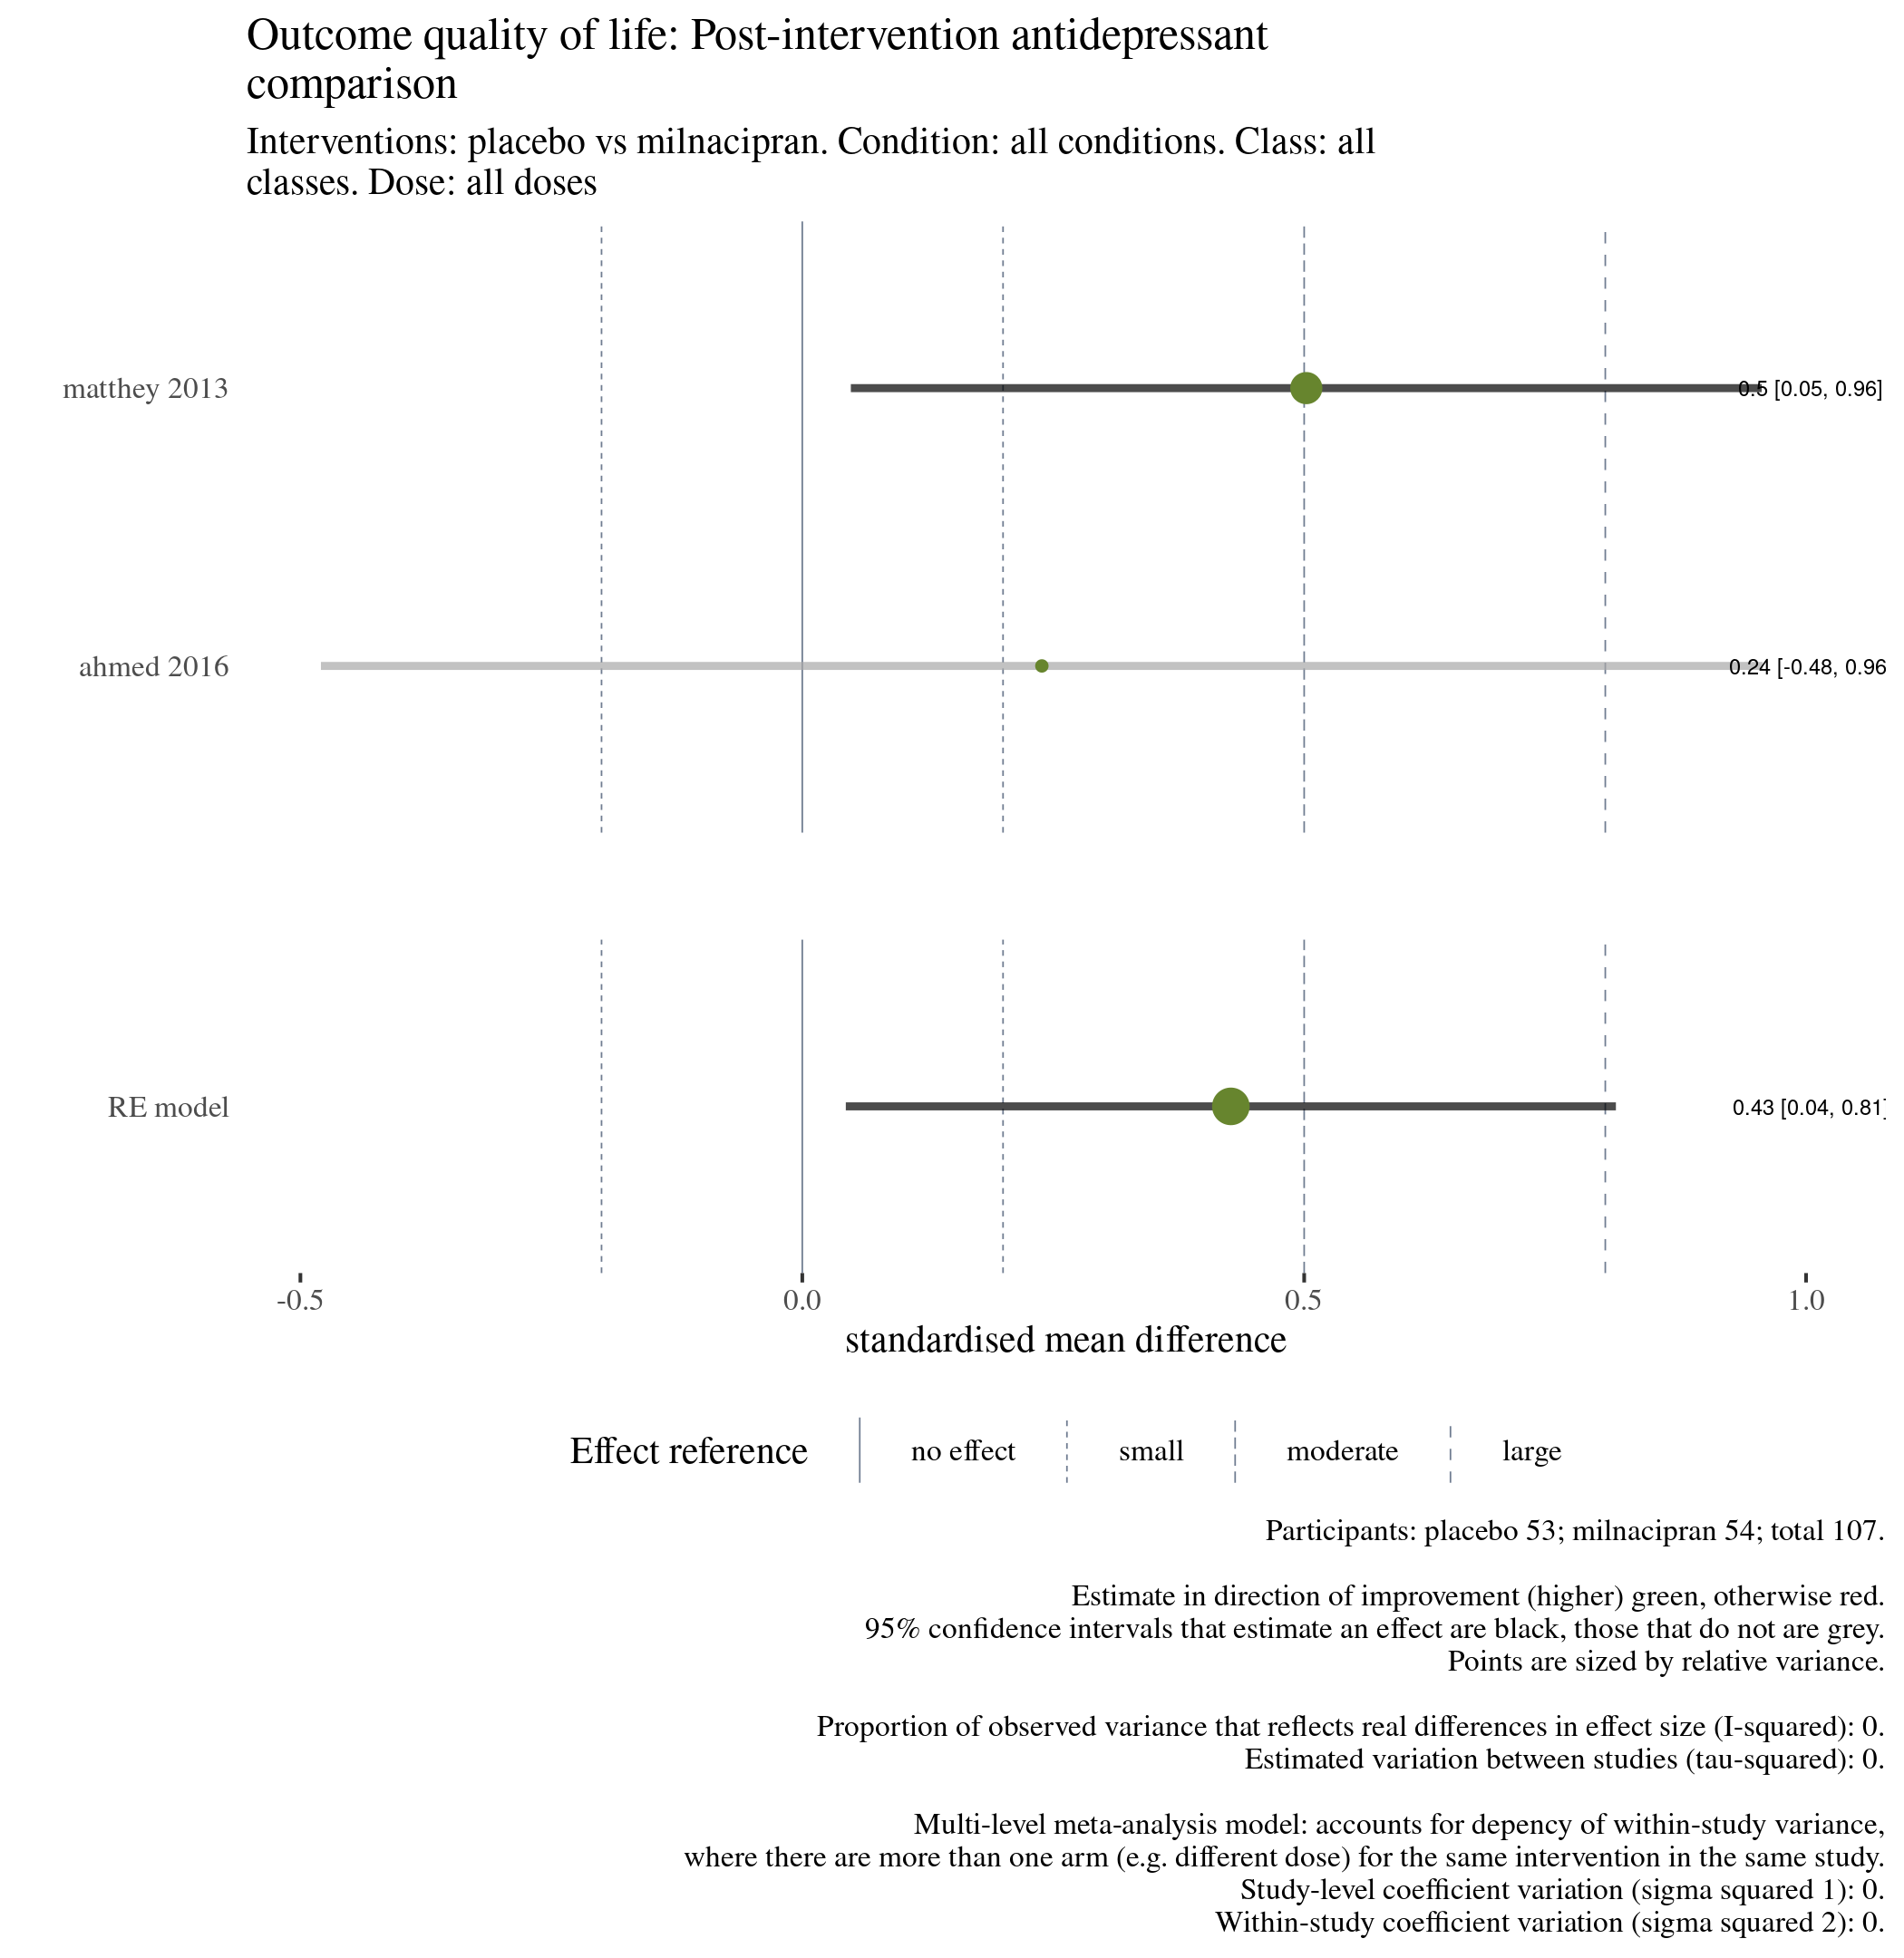 Outcome quality of life: Post-intervention antidepressant
comparison
Interventions: placebo vs milnacipran. Condition: all conditions. Class: all
classes. Dose: all doses
matthey 2013
0.5 [0.05, 0.96]
ahmed 2016
0.24 [-0.48, 0.96
RE model
0.43 [0.04, 0.81]
-0.5
0.0
0.5
1.0
standardised mean difference
Effect reference
no effect
small
moderate
large
Participants: placebo 53; milnacipran 54; total 107.
Estimate in direction of improvement (higher) green, otherwise red.
95% confidence intervals that estimate an effect are black, those that do not are grey.
Points are sized by relative variance.
Proportion of observed variance that reflects real differences in effect size (I-squared): 0.
Estimated variation between studies (tau-squared): 0.
Multi-level meta-analysis model: accounts for depency of within-study variance,
where there are more than one arm (e.g. different dose) for the same intervention in the same study.
Study-level coefficient variation (sigma squared 1): 0.
Within-study coefficient variation (sigma squared 2): 0.